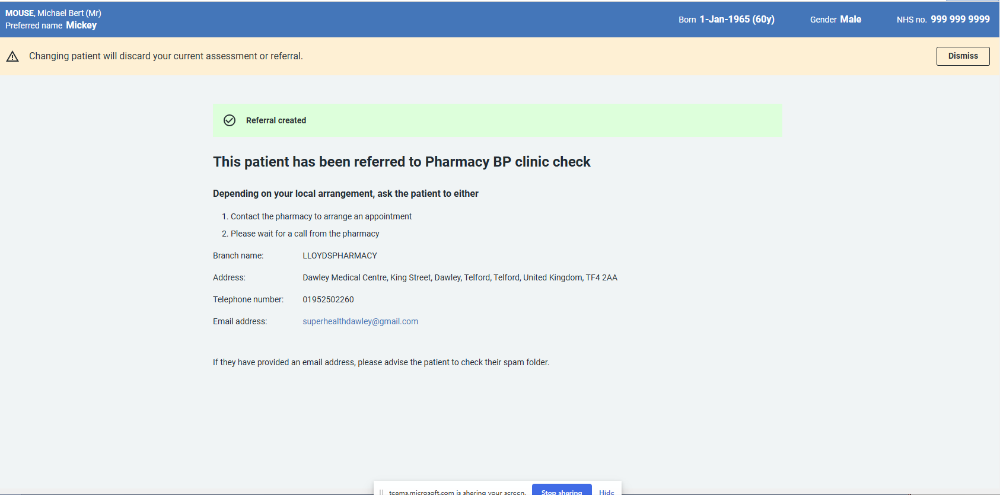 MOUSE, Michael Bert (Mr)
Preferred name Mickey
Born 1-Jan-1965 (60y) Gender Male NHS no. 999 999 9999
Changing patient will discard your current assessment or referral. Dismiss
Referral created
This patient has been referred to Pharmacy BP clinic check
Depending on your local arrangement, ask the patient to either
1. Contact the pharmacy to arrange an appointment
2. Please wait for a call from the pharmacy
Branch name: LLOYDSPHARMACY
Address: Dawley Medical Centre, King Street, Dawley, Telford, Telford, United Kingdom, TF4 2AA
Telephone number: 01952502260
Email address: superhealthdawley@gmail.com
If they have provided an email address, please advise the patient to check their spam folder.
teams.microsoft.com is sharing your screen. Stop sharing Hide